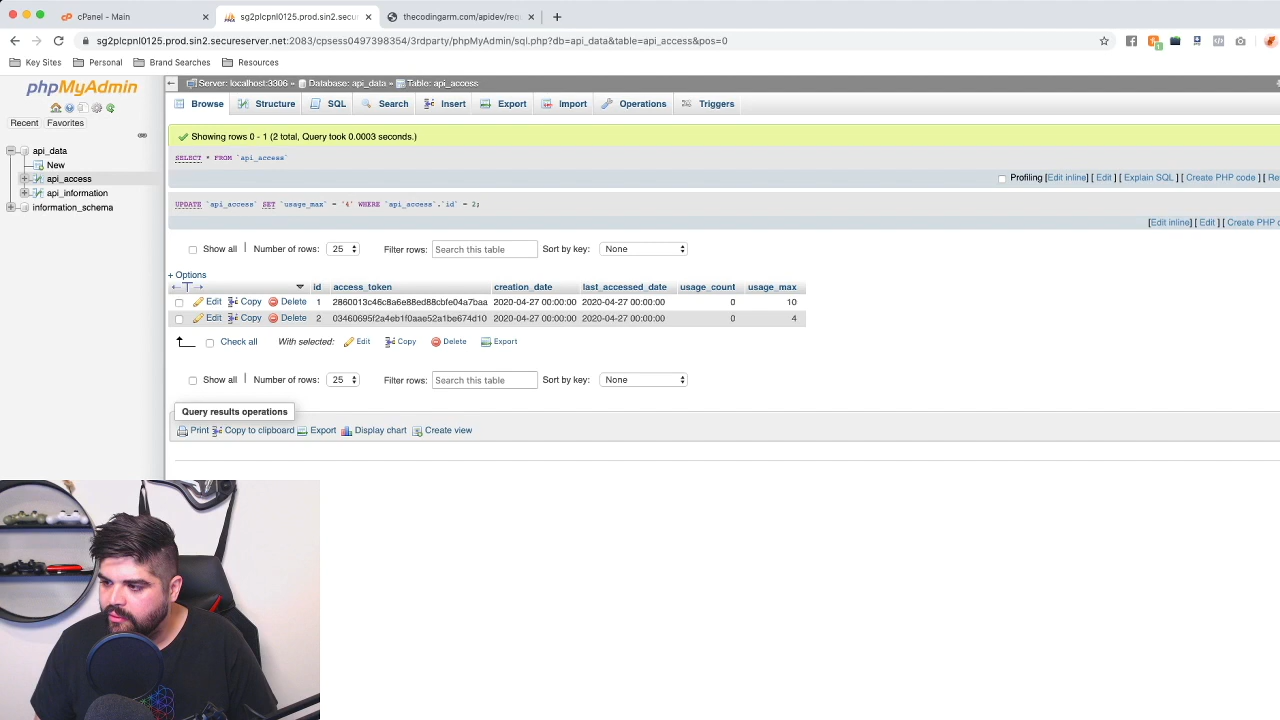 cPanel - Main
sg2plcpnl0125.prod.sin2.secu
thecodingarm.com/apidev/req
sg2plcpnl0125.prod.sin2.secureserver.net:2083/cpsess0497398354/3rdparty/phpMyAdmin/sql.php?db=api_data&table=api_access&pos=0
Key Sites Personal Brand Searches Resources
phpMyAdmin
Recent Favorites
api_data
New
api_access
api_information
information_schema
Server: localhost:3306 » Database: api_data » Table: api_access
Browse Structure SQL Search Insert Export Import Operations Triggers
Showing rows 0 - 1 (2 total, Query took 0.0003 seconds.)
SELECT * FROM `api_access`
Profiling [Edit inline] [ Edit ] [ Explain SQL ] [ Create PHP code ] [ Re
UPDATE `api_access` SET `usage_max` = '4' WHERE `api_access`.`id` = 2;
[Edit inline] [ Edit ] [ Create PHP c
Show all | Number of rows: 25 Filter rows: Search this table Sort by key: None
+ Options
←T→ id access_token creation_date last_accessed_date usage_count usage_max
Edit Copy Delete 1 2860013c46c8a6e88ed88cbfe04a7baa 2020-04-27 00:00:00 2020-04-27 00:00:00 0 10
Edit Copy Delete 2 03460695f2a4eb1f0aae52a1be674d10 2020-04-27 00:00:00 2020-04-27 00:00:00 0 4
Check all With selected: Edit Copy Delete Export
Show all | Number of rows: 25 Filter rows: Search this table Sort by key: None
Query results operations
Print Copy to clipboard Export Display chart Create view